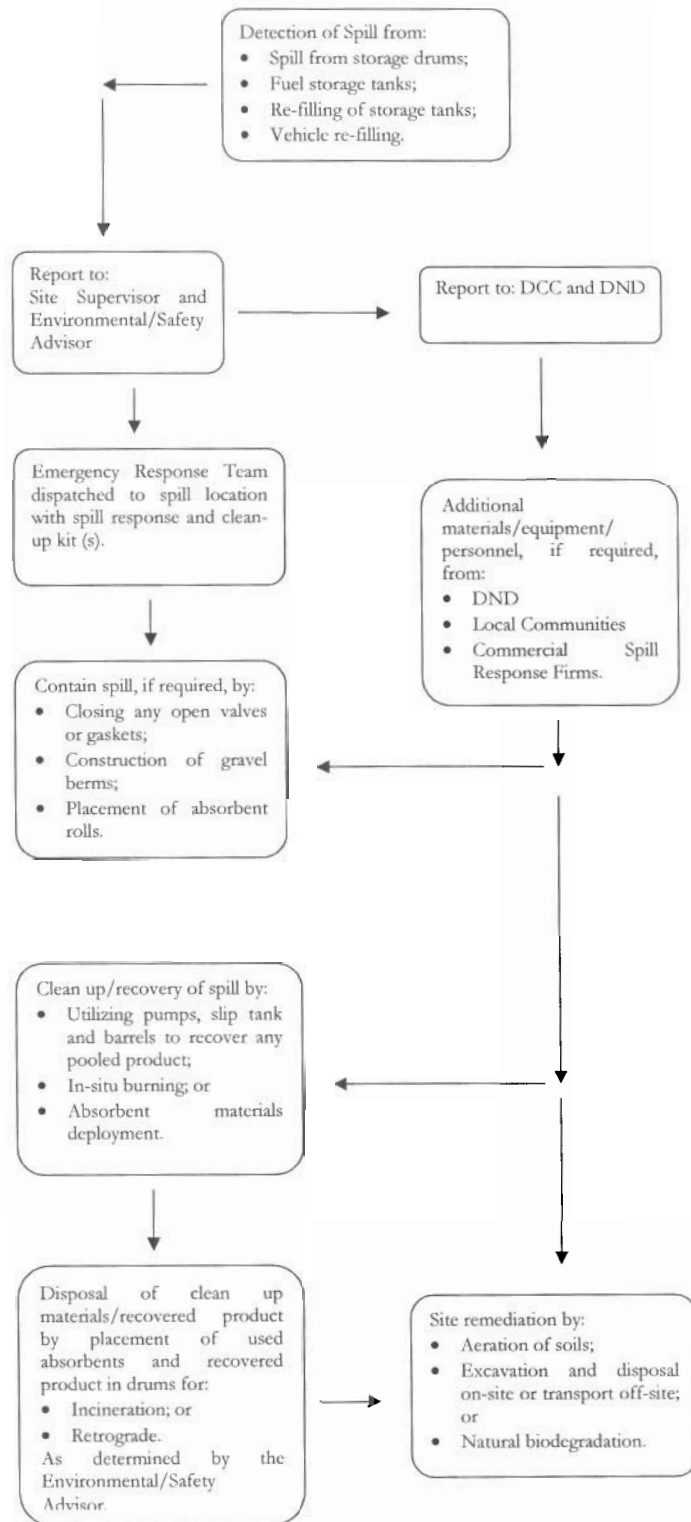 Detection of Spill from:
• Spill from storage drums;
• Fuel storage tanks;
• Re-filling of storage tanks;
• Vehicle re-filling.
Report to:
Site Supervisor and
Environmental/Safety
Advisor
Report to: DCC and DND
Emergency Response Team
dispatched to spill location
with spill response and clean-
up kit (s).
Additional
materials/equipment/
personnel, if required,
from:
• DND
• Local Communities
• Commercial Spill
Response Firms.
Contain spill, if required, by:
• Closing any open valves
or gaskets;
• Construction of gravel
berms;
• Placement of absorbent
rolls.
Clean up/recovery of spill by:
• Utilizing pumps, slip tank
and barrels to recover any
pooled product;
• In-situ burning; or
• Absorbent materials
deployment.
Disposal of clean up
materials/recovered product
by placement of used
absorbents and recovered
product in drums for:
• Incineration; or
• Retrograde.
As determined by the
Environmental/Safety
Advisor.
Site remediation by:
• Aeration of soils;
• Excavation and disposal
on-site or transport off-site;
or
• Natural biodegradation.